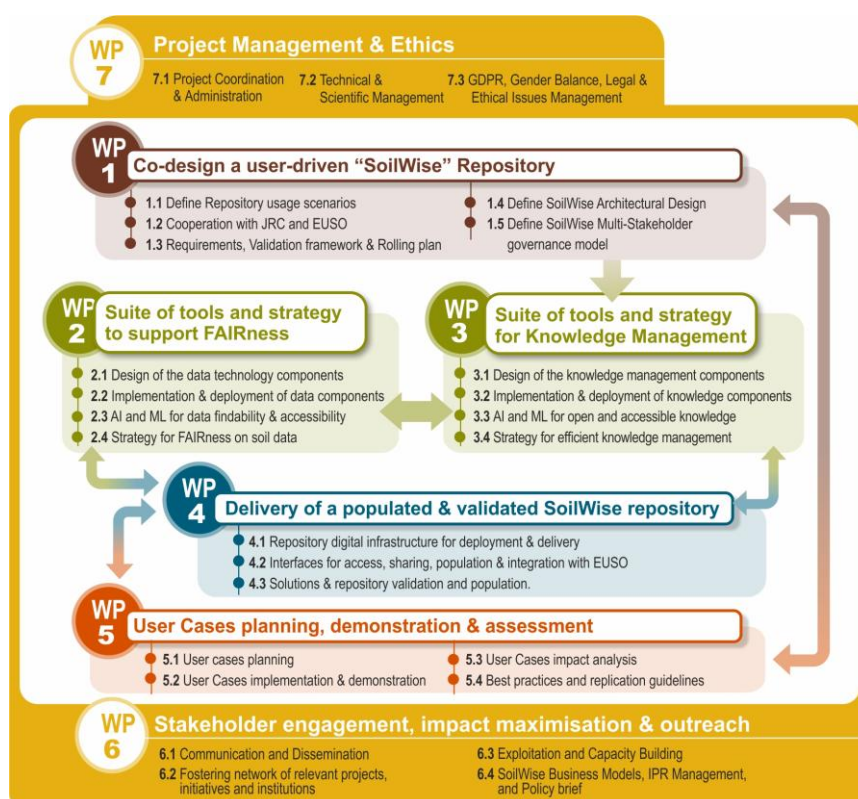 WP
7
Project Management & Ethics
7.1 Project Coordination
& Administration
7.2 Technical &
Scientific Management
7.3 GDPR, Gender Balance, Legal &
Ethical Issues Management
WP
1
Co-design a user-driven “SoilWise” Repository
1.1 Define Repository usage scenarios
1.2 Cooperation with JRC and EUSO
1.3 Requirements, Validation framework & Rolling plan
1.4 Define SoilWise Architectural Design
1.5 Define SoilWise Multi-Stakeholder
governance model
WP
2
Suite of tools and strategy
to support FAIRness
2.1 Design of the data technology components
2.2 Implementation & deployment of data components
2.3 AI and ML for data findability & accessibility
2.4 Strategy for FAIRness on soil data
WP
3
Suite of tools and strategy
for Knowledge Management
3.1 Design of the knowledge management components
3.2 Implementation & deployment of knowledge components
3.3 AI and ML for open and accessible knowledge
3.4 Strategy for efficient knowledge management
WP
4
Delivery of a populated & validated SoilWise repository
4.1 Repository digital infrastructure for deployment & delivery
4.2 Interfaces for access, sharing, population & integration with EUSO
4.3 Solutions & repository validation and population.
WP
5
User Cases planning, demonstration & assessment
5.1 User cases planning
5.2 User Cases implementation & demonstration
5.3 User Cases impact analysis
5.4 Best practices and replication guidelines
WP
6
Stakeholder engagement, impact maximisation & outreach
6.1 Communication and Dissemination
6.2 Fostering network of relevant projects,
initiatives and institutions
6.3 Exploitation and Capacity Building
6.4 SoilWise Business Models, IPR Management,
and Policy brief